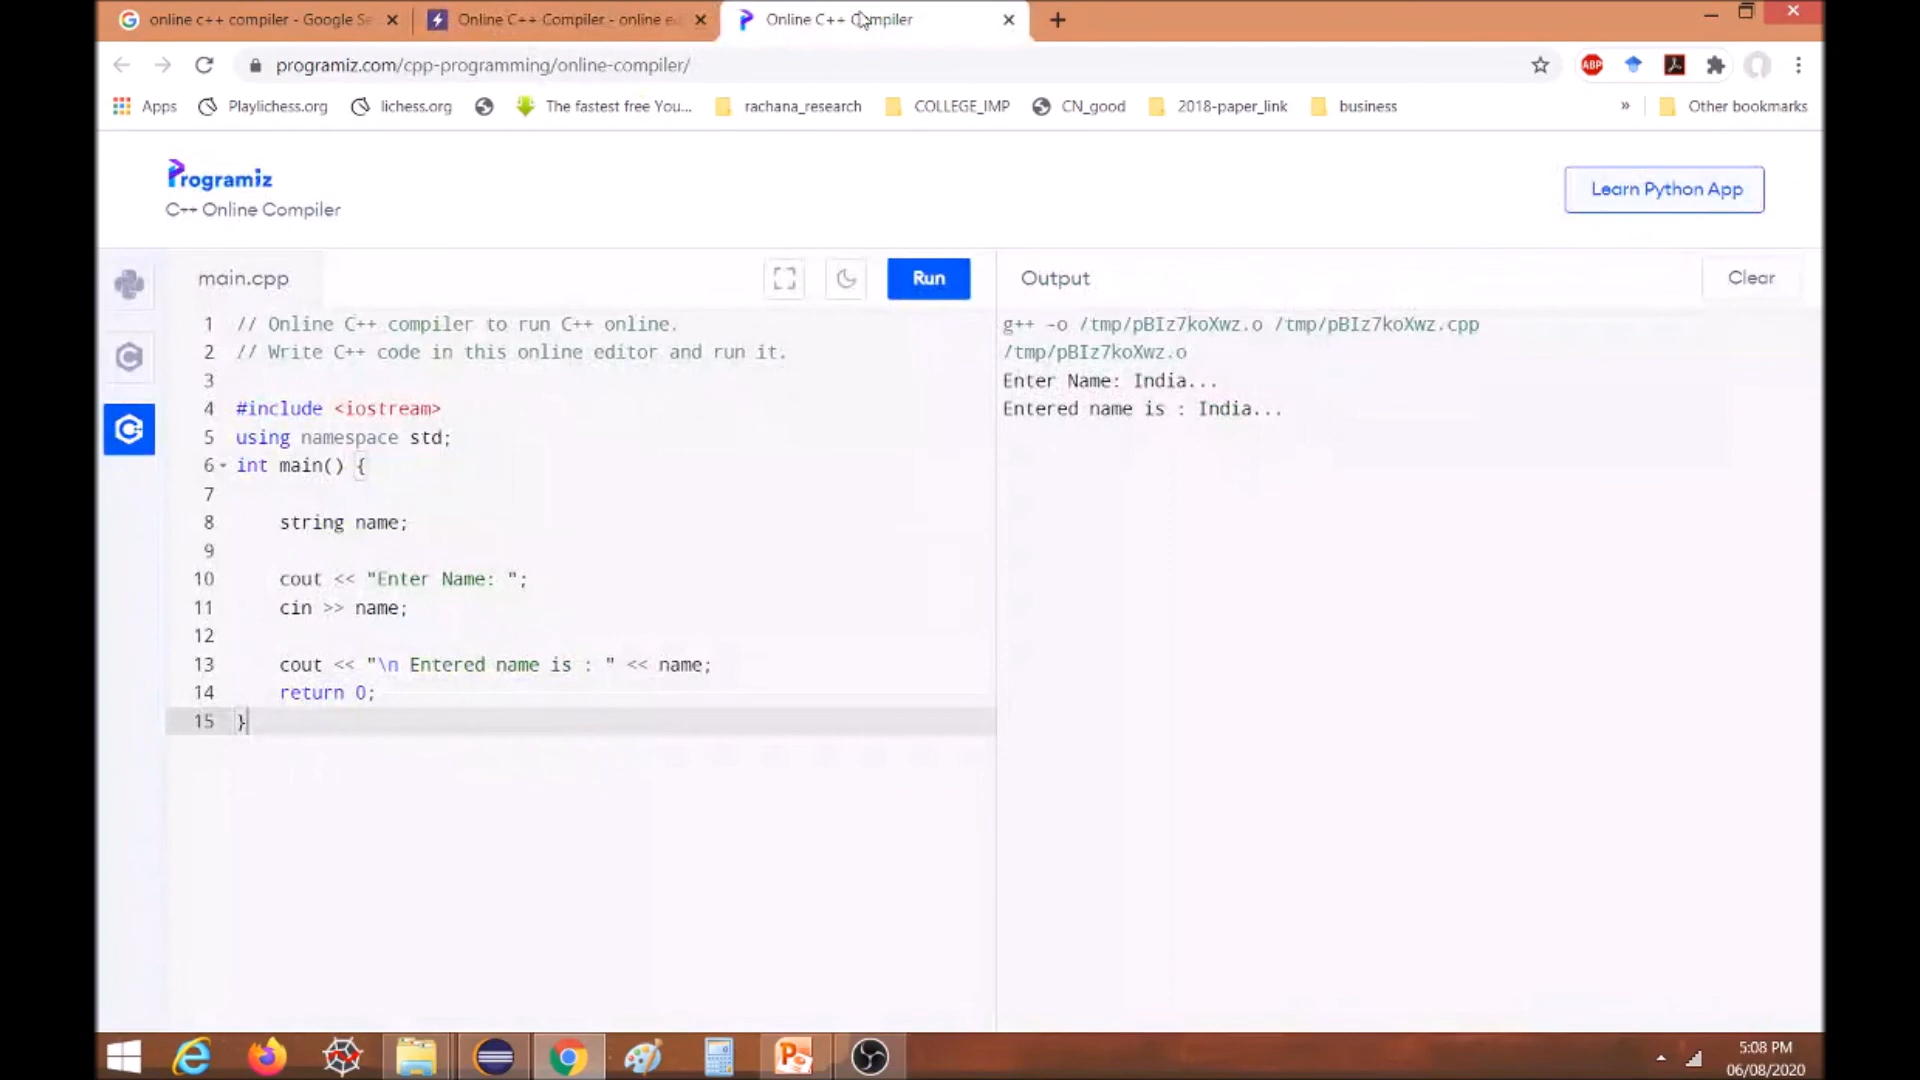 online c++ compiler - Google Se
Online C++ Compiler - online e
Online C++ Compiler
programiz.com/cpp-programming/online-compiler/
ABP
Apps
Playlichess.org
lichess.org
The fastest free You...
rachana_research
COLLEGE_IMP
CN_good
2018-paper_link
business
»
Other bookmarks
Programiz
C++ Online Compiler
Learn Python App
main.cpp
Run
Output
Clear
1 // Online C++ compiler to run C++ online.
2 // Write C++ code in this online editor and run it.
3
4 #include <iostream>
5 using namespace std;
6 int main() {
7
8 string name;
9
10 cout << "Enter Name: ";
11 cin >> name;
12
13 cout << "\n Entered name is : " << name;
14 return 0;
15 }
g++ -o /tmp/pBIz7koXwz.o /tmp/pBIz7koXwz.cpp
/tmp/pBIz7koXwz.o
Enter Name: India...
Entered name is : India...
5:08 PM
06/08/2020